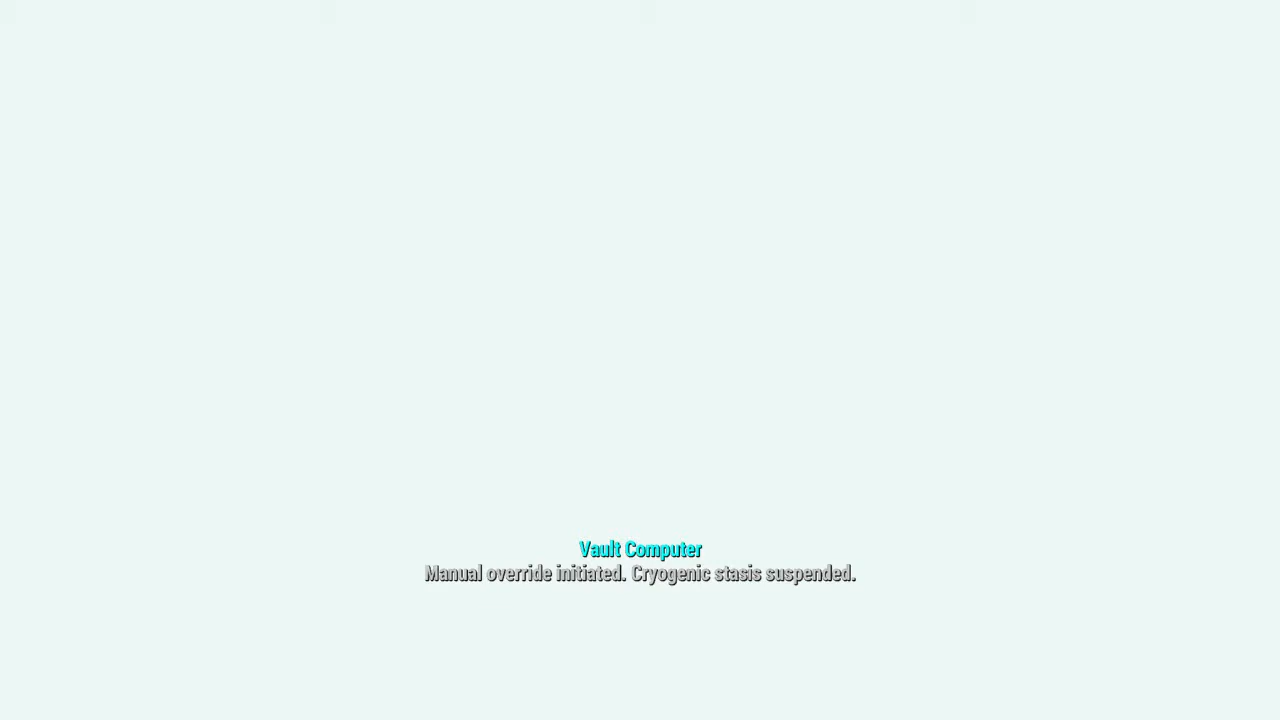 Vault Computer
Manual override initiated. Cryogenic stasis suspended.